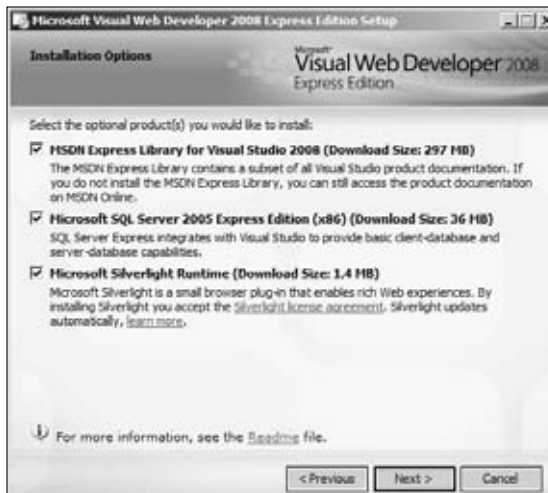 Microsoft Visual Web Developer 2008 Express Edition Setup
Installation Options
Microsoft
Visual Web Developer 2008
Express Edition
Select the optional product(s) you would like to install:
MSDN Express Library for Visual Studio 2008 (Download Size: 297 MB)
The MSDN Express Library contains a subset of all Visual Studio product documentation. If
you do not install the MSDN Express Library, you can still access the product documentation
on MSDN Online.
Microsoft SQL Server 2005 Express Edition (x86) (Download Size: 36 MB)
SQL Server Express integrates with Visual Studio to provide basic client-database and
server-database capabilities.
Microsoft Silverlight Runtime (Download Size: 1.4 MB)
Microsoft Silverlight is a small browser plug-in that enables rich Web experiences. By
installing Silverlight you accept the Silverlight license agreement. Silverlight updates
automatically, learn more.
For more information, see the Readme file.
< Previous
Next >
Cancel